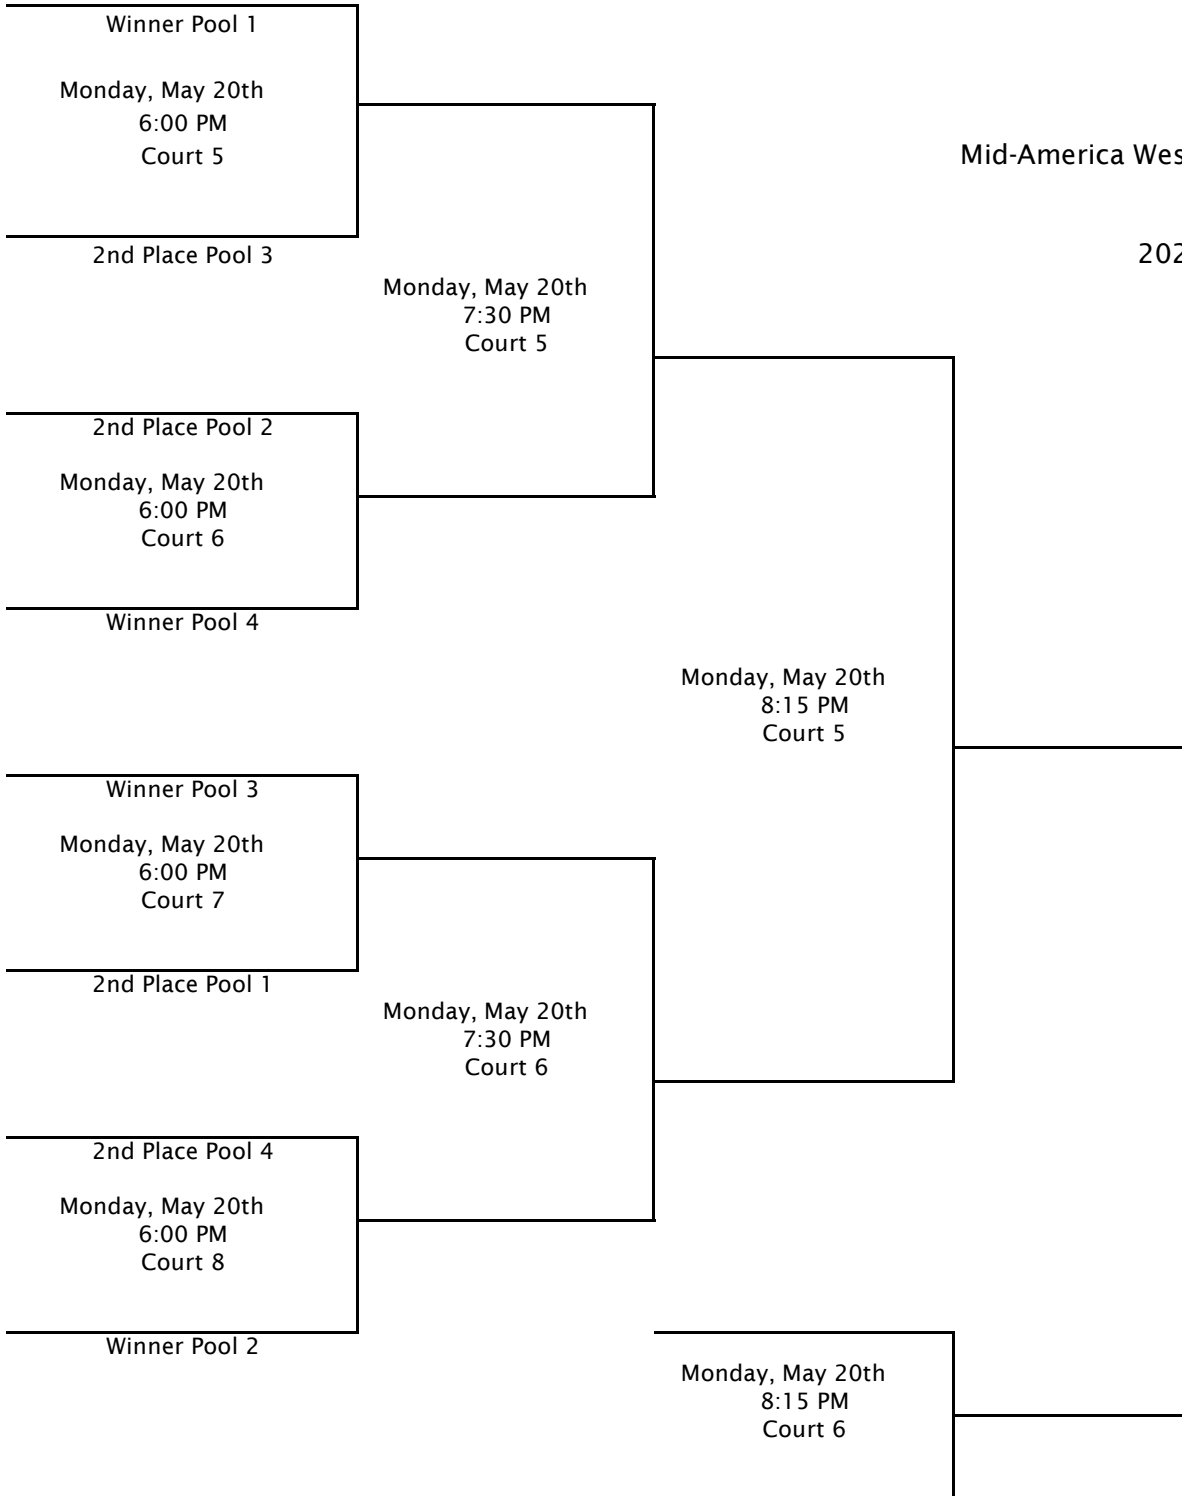 Winner Pool 1
Monday, May 20th
6:00 PM
Court 5
Mid-America Wes
2nd Place Pool 3
202
Monday, May 20th
7:30 PM
Court 5
2nd Place Pool 2
Monday, May 20th
6:00 PM
Court 6
Winner Pool 4
Monday, May 20th
8:15 PM
Court 5
Winner Pool 3
Monday, May 20th
6:00 PM
Court 7
2nd Place Pool 1
Monday, May 20th
7:30 PM
Court 6
2nd Place Pool 4
Monday, May 20th
6:00 PM
Court 8
Winner Pool 2
Monday, May 20th
8:15 PM
Court 6